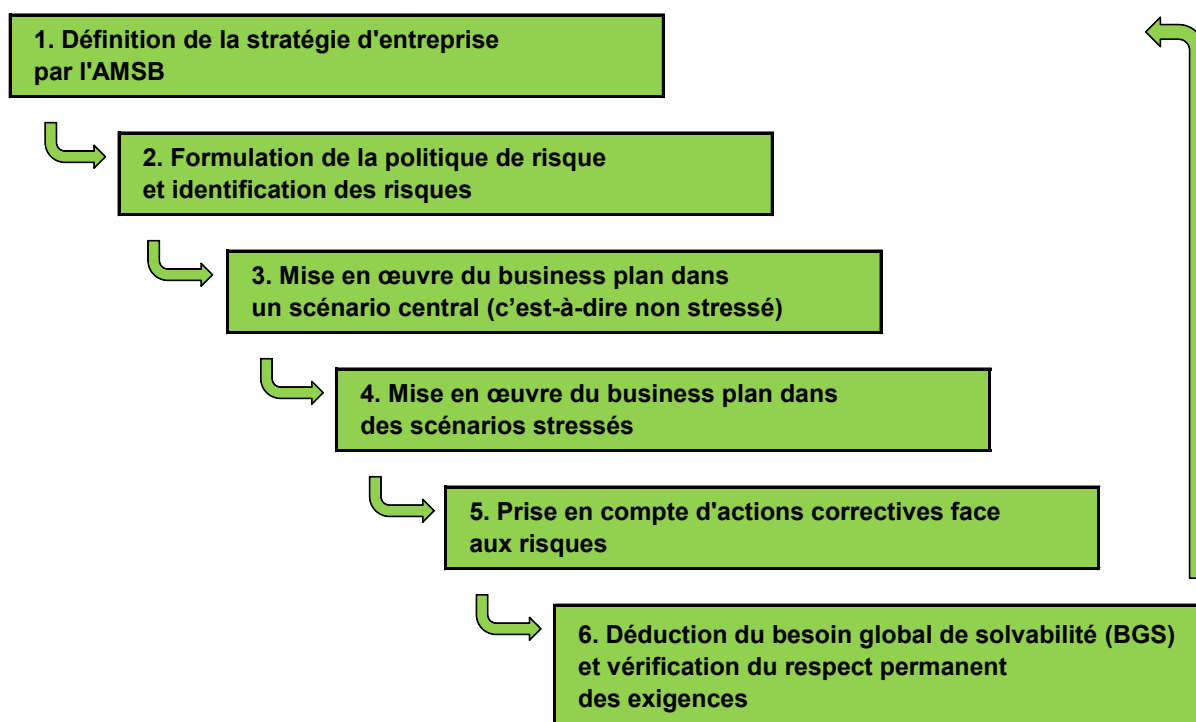 1. Définition de la stratégie d'entreprise
par l'AMSB
2. Formulation de la politique de risque
et identification des risques
3. Mise en œuvre du business plan dans
un scénario central (c’est-à-dire non stressé)
4. Mise en œuvre du business plan dans
des scénarios stressés
5. Prise en compte d'actions correctives face
aux risques
6. Déduction du besoin global de solvabilité (BGS)
et vérification du respect permanent
des exigences